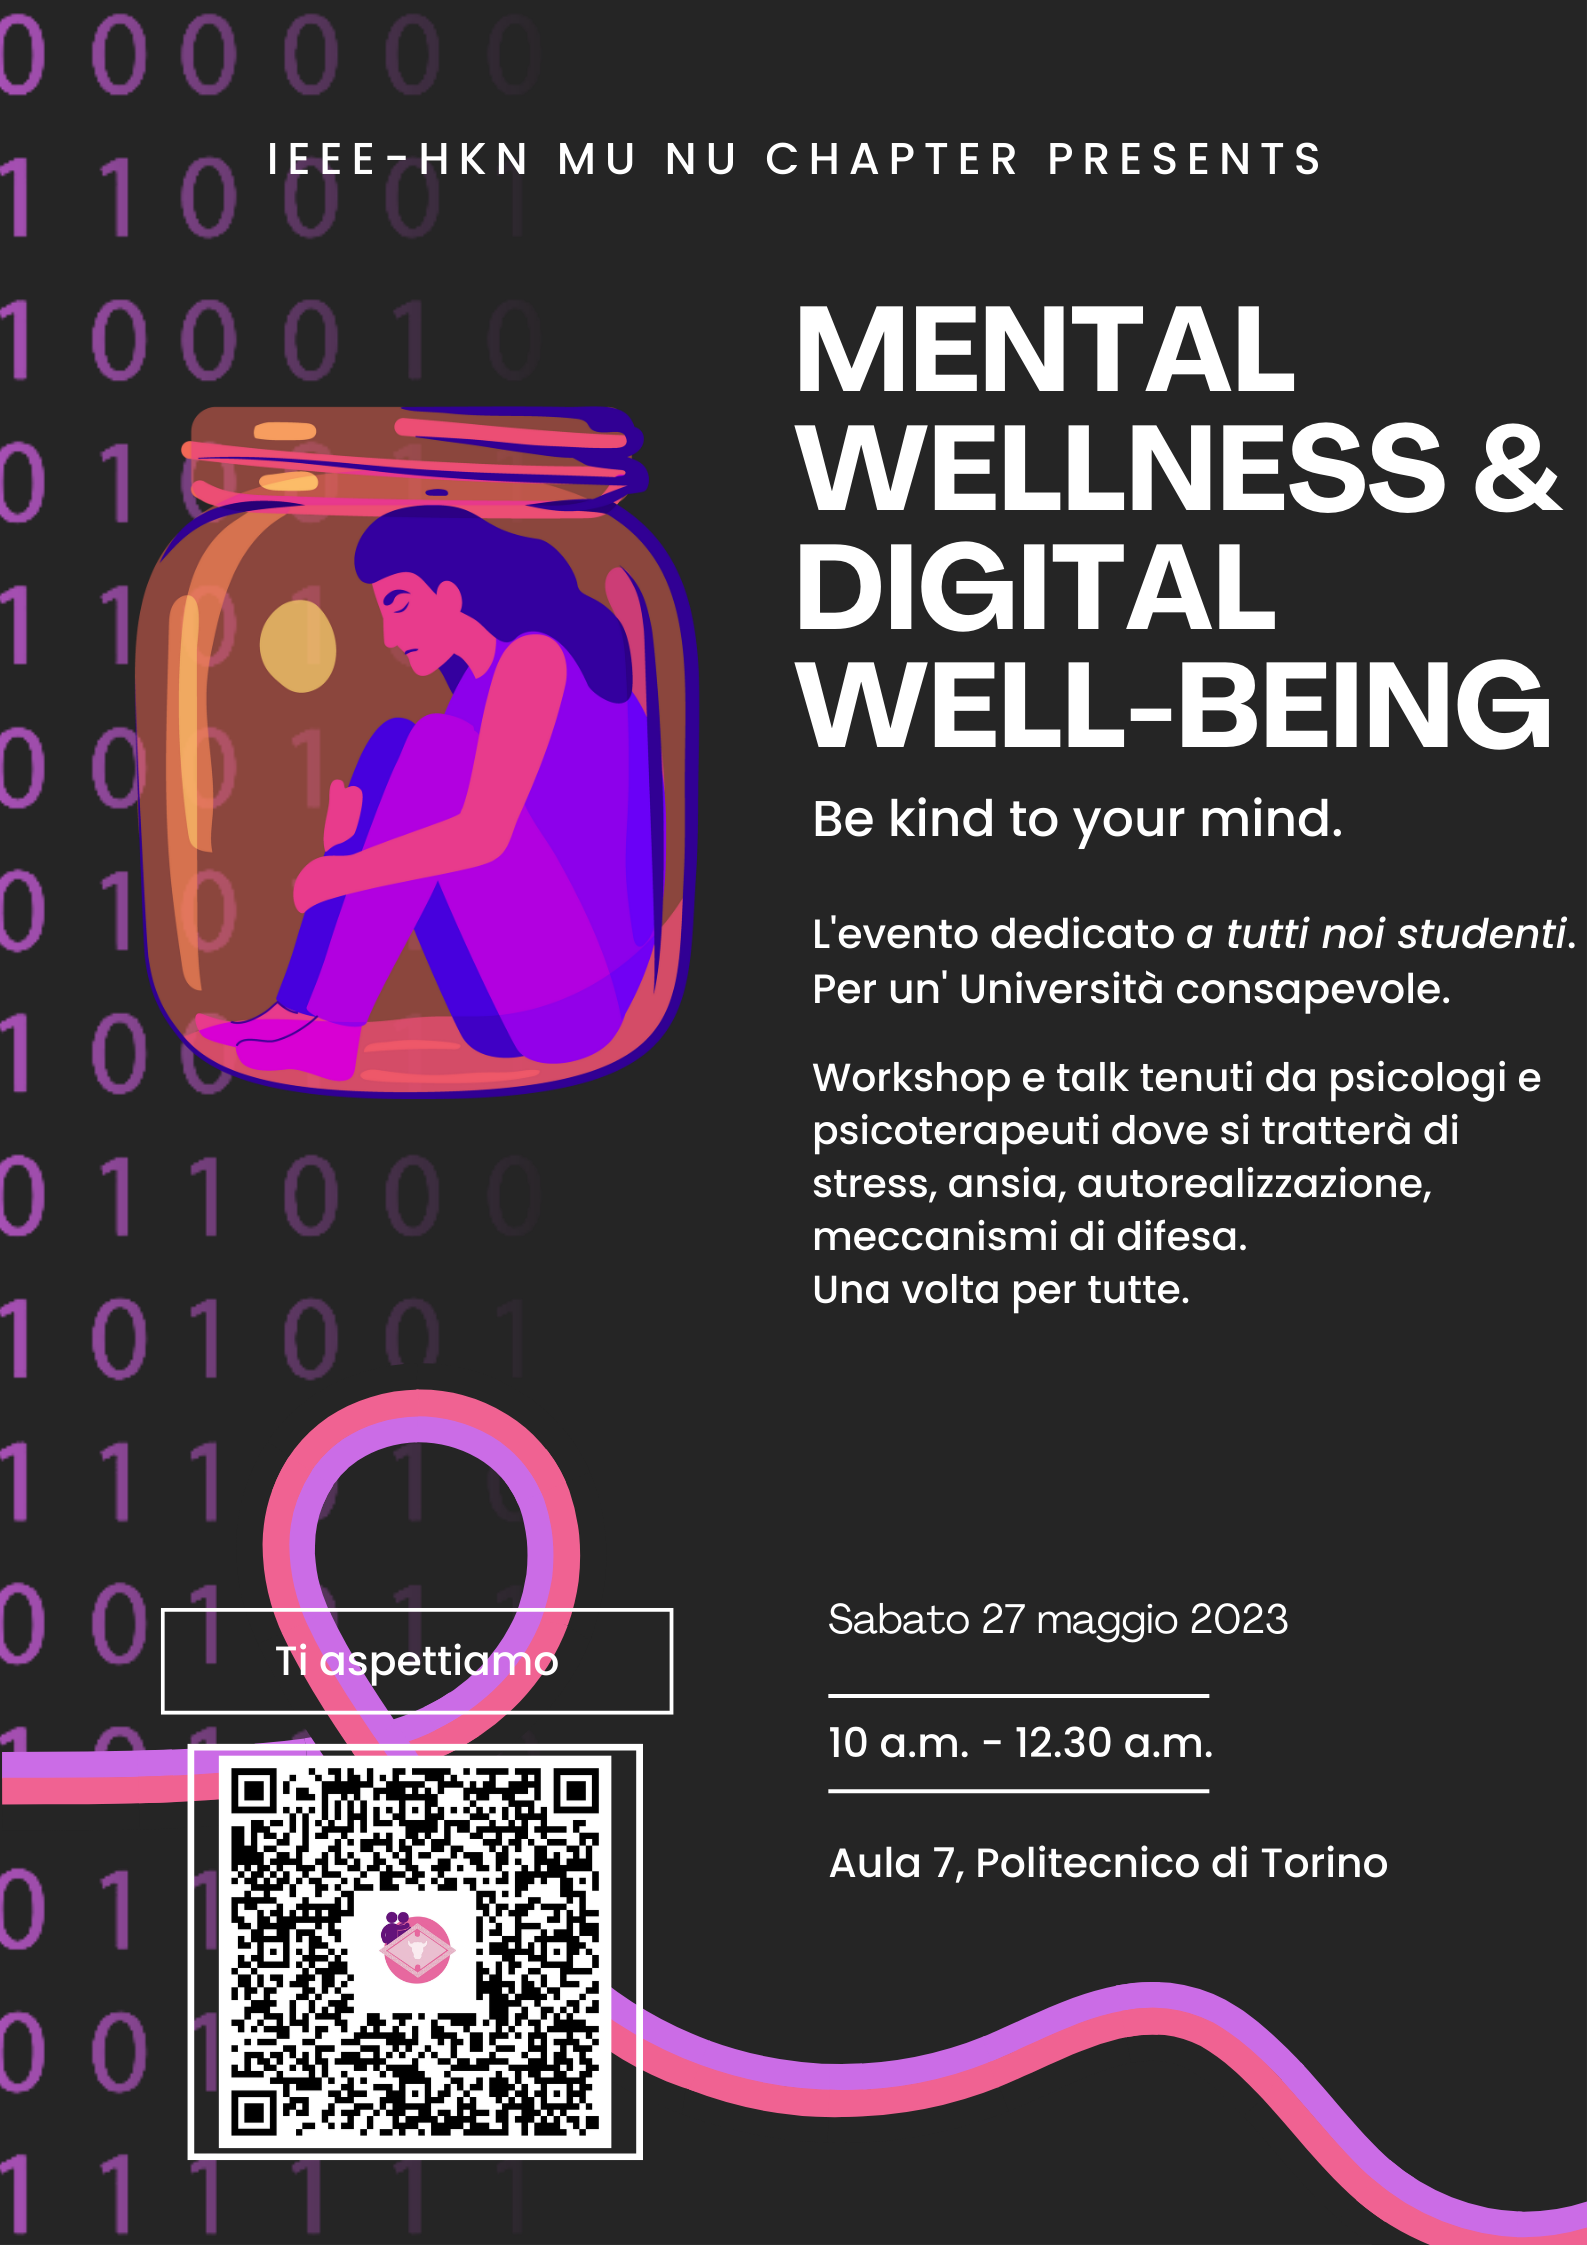 IEEE-HKN MU NU CHAPTER PRESENTS
MENTAL
WELLNESS &
DIGITAL
WELL-BEING
Be kind to your mind.
L'evento dedicato a tutti noi studenti.
Per un' Università consapevole.
Workshop e talk tenuti da psicologi e
psicoterapeuti dove si tratterà di
stress, ansia, autorealizzazione,
meccanismi di difesa.
Una volta per tutte.
Ti aspettiamo
Sabato 27 maggio 2023
10 a.m. - 12.30 a.m.
Aula 7, Politecnico di Torino